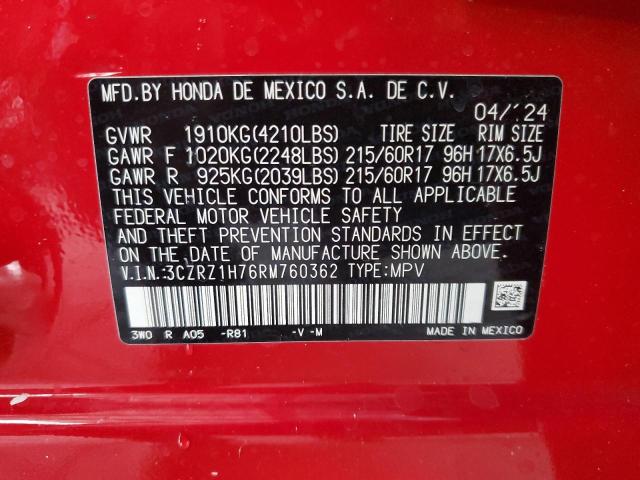 MFD.BY HONDA DE MEXICO S.A. DE C.V.
04/'24
GVWR 1910KG(4210LBS) TIRE SIZE RIM SIZE
GAWR F 1020KG(2248LBS) 215/60R17 96H 17X6.5J
GAWR R 925KG(2039LBS) 215/60R17 96H 17X6.5J
THIS VEHICLE CONFORMS TO ALL APPLICABLE
FEDERAL MOTOR VEHICLE SAFETY
AND THEFT PREVENTION STANDARDS IN EFFECT
ON THE DATE OF MANUFACTURE SHOWN ABOVE.
V.I.N.:3CZRZ1H76RM760362 TYPE:MPV
3W0 R A05 -R81 -V -M MADE IN MEXICO